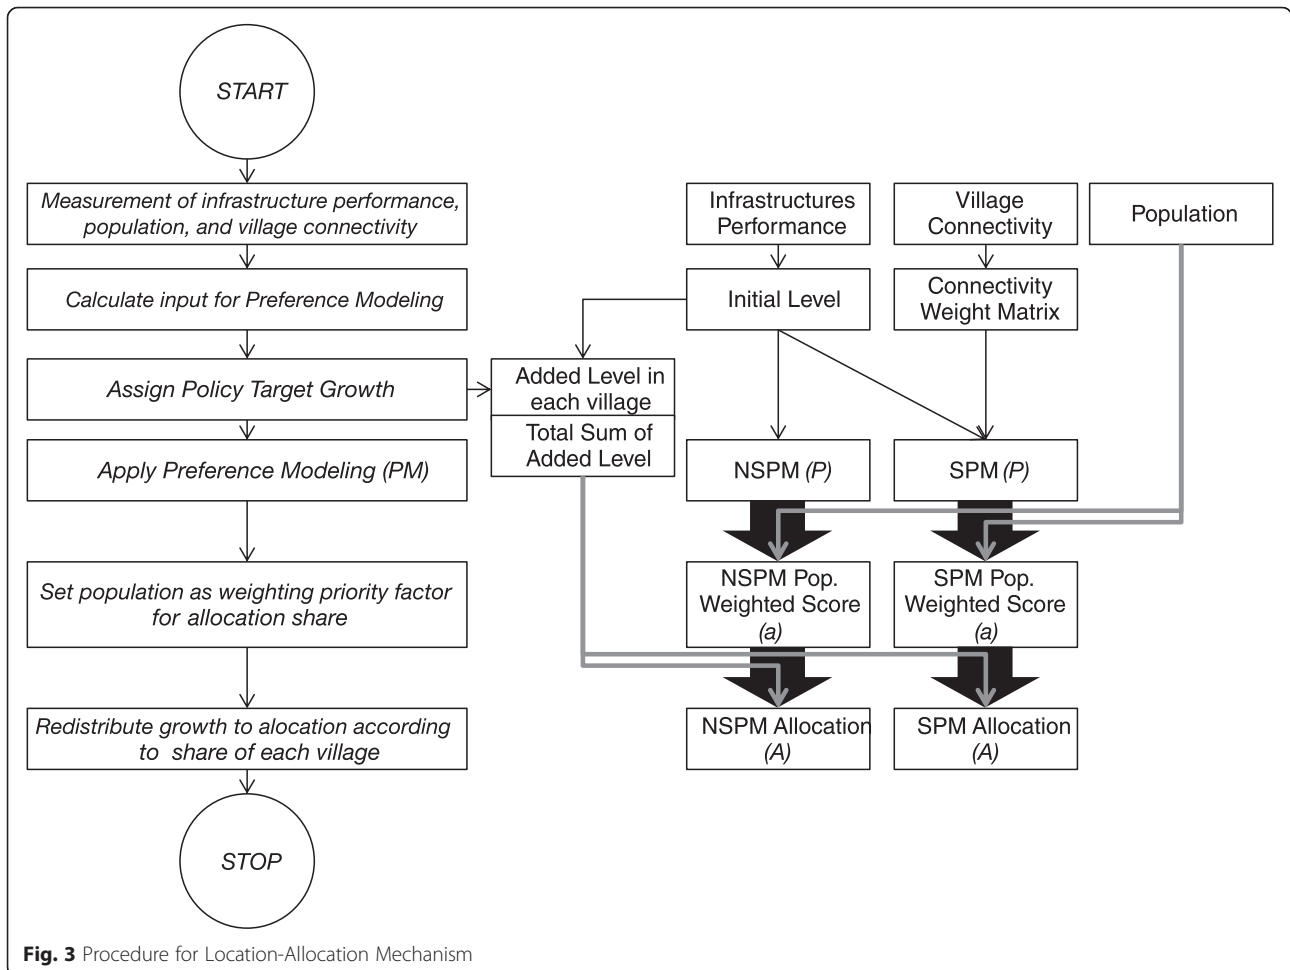 START
Measurement of infrastructure performance,
population, and village connectivity
Calculate input for Preference Modeling
Assign Policy Target Growth
Apply Preference Modeling (PM)
Set population as weighting priority factor
for allocation share
Redistribute growth to alocation according
to share of each village
STOP
Added Level in
each village
Total Sum of
Added Level
Infrastructures
Performance
Initial Level
NSPM (P)
NSPM Pop.
Weighted Score
(a)
NSPM Allocation
(A)
Village
Connectivity
Connectivity
Weight Matrix
SPM (P)
SPM Pop.
Weighted Score
(a)
SPM Allocation
(A)
Population
Fig. 3 Procedure for Location-Allocation Mechanism